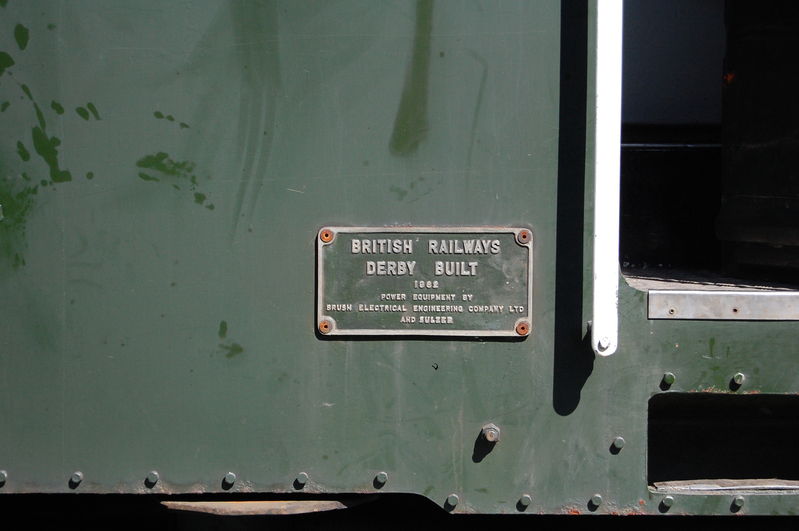 BRITISH RAILWAYS
DERBY BUILT
1962
POWER EQUIPMENT BY
BRUSH ELECTRICAL ENGINEERING COMPANY LTD
AND SULZER